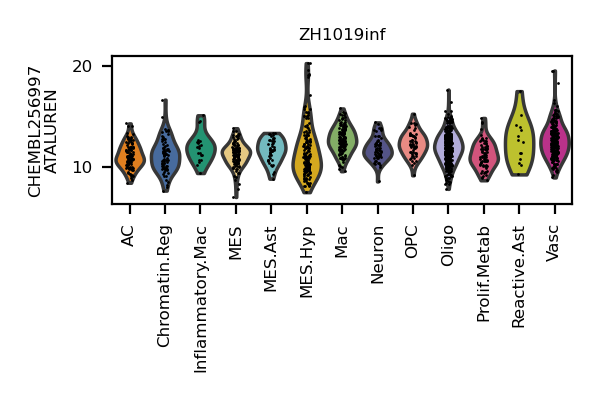 ZH1019inf
CHEMBL256997
ATALUREN
20
10
AC
Chromatin.Reg
Inflammatory.Mac
MES
MES.Ast
MES.Hyp
Mac
Neuron
OPC
Oligo
Prolif.Metab
Reactive.Ast
Vasc